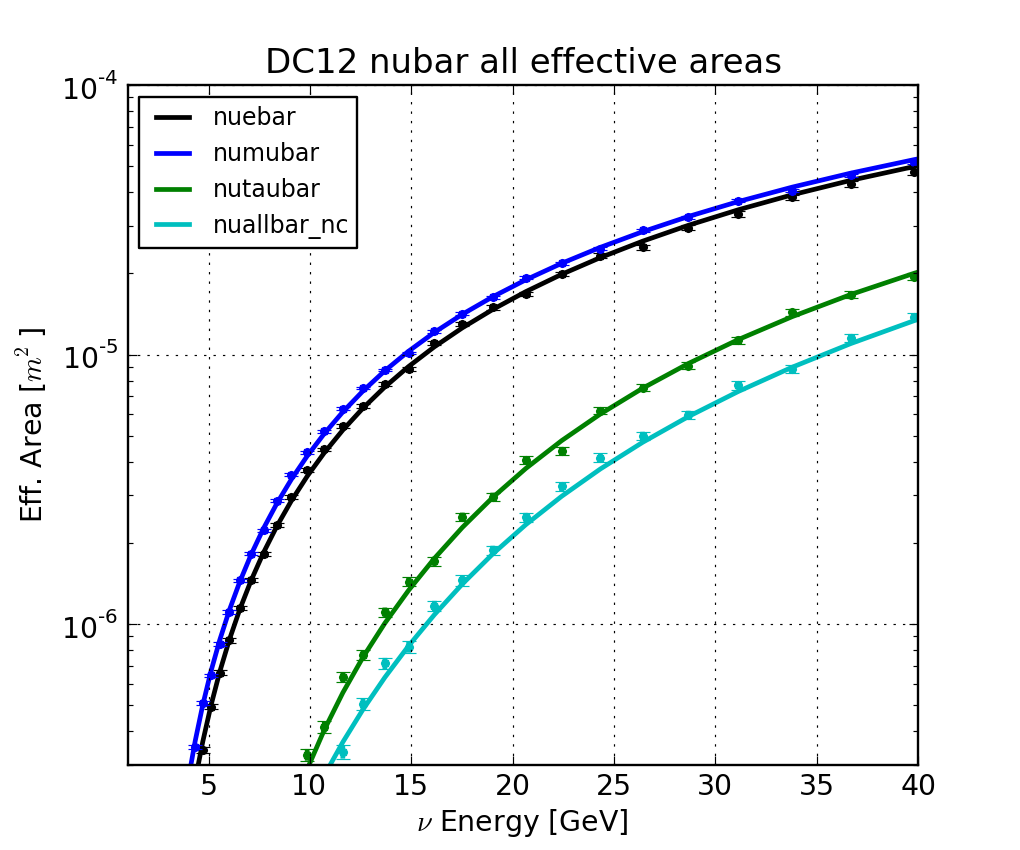 DC12 nubar all effective areas
10^-4
nuebar
numubar
nutaubar
nuallbar_nc
Eff. Area [m^2 ]
10^-5
10^-6
5 10 15 20 25 30 35 40
ν Energy [GeV]